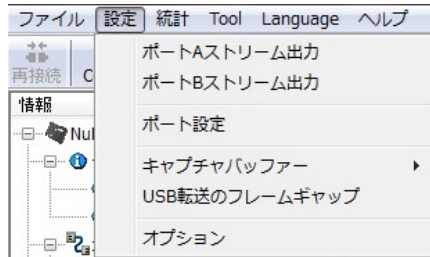 ファイル 設定 統計 Tool Language ヘルプ
ポートAストリーム出力
ポートBストリーム出力
再接続 C
情報
ポート設定
Nul
キャプチャバッファー
USB転送のフレームギャップ
オプション